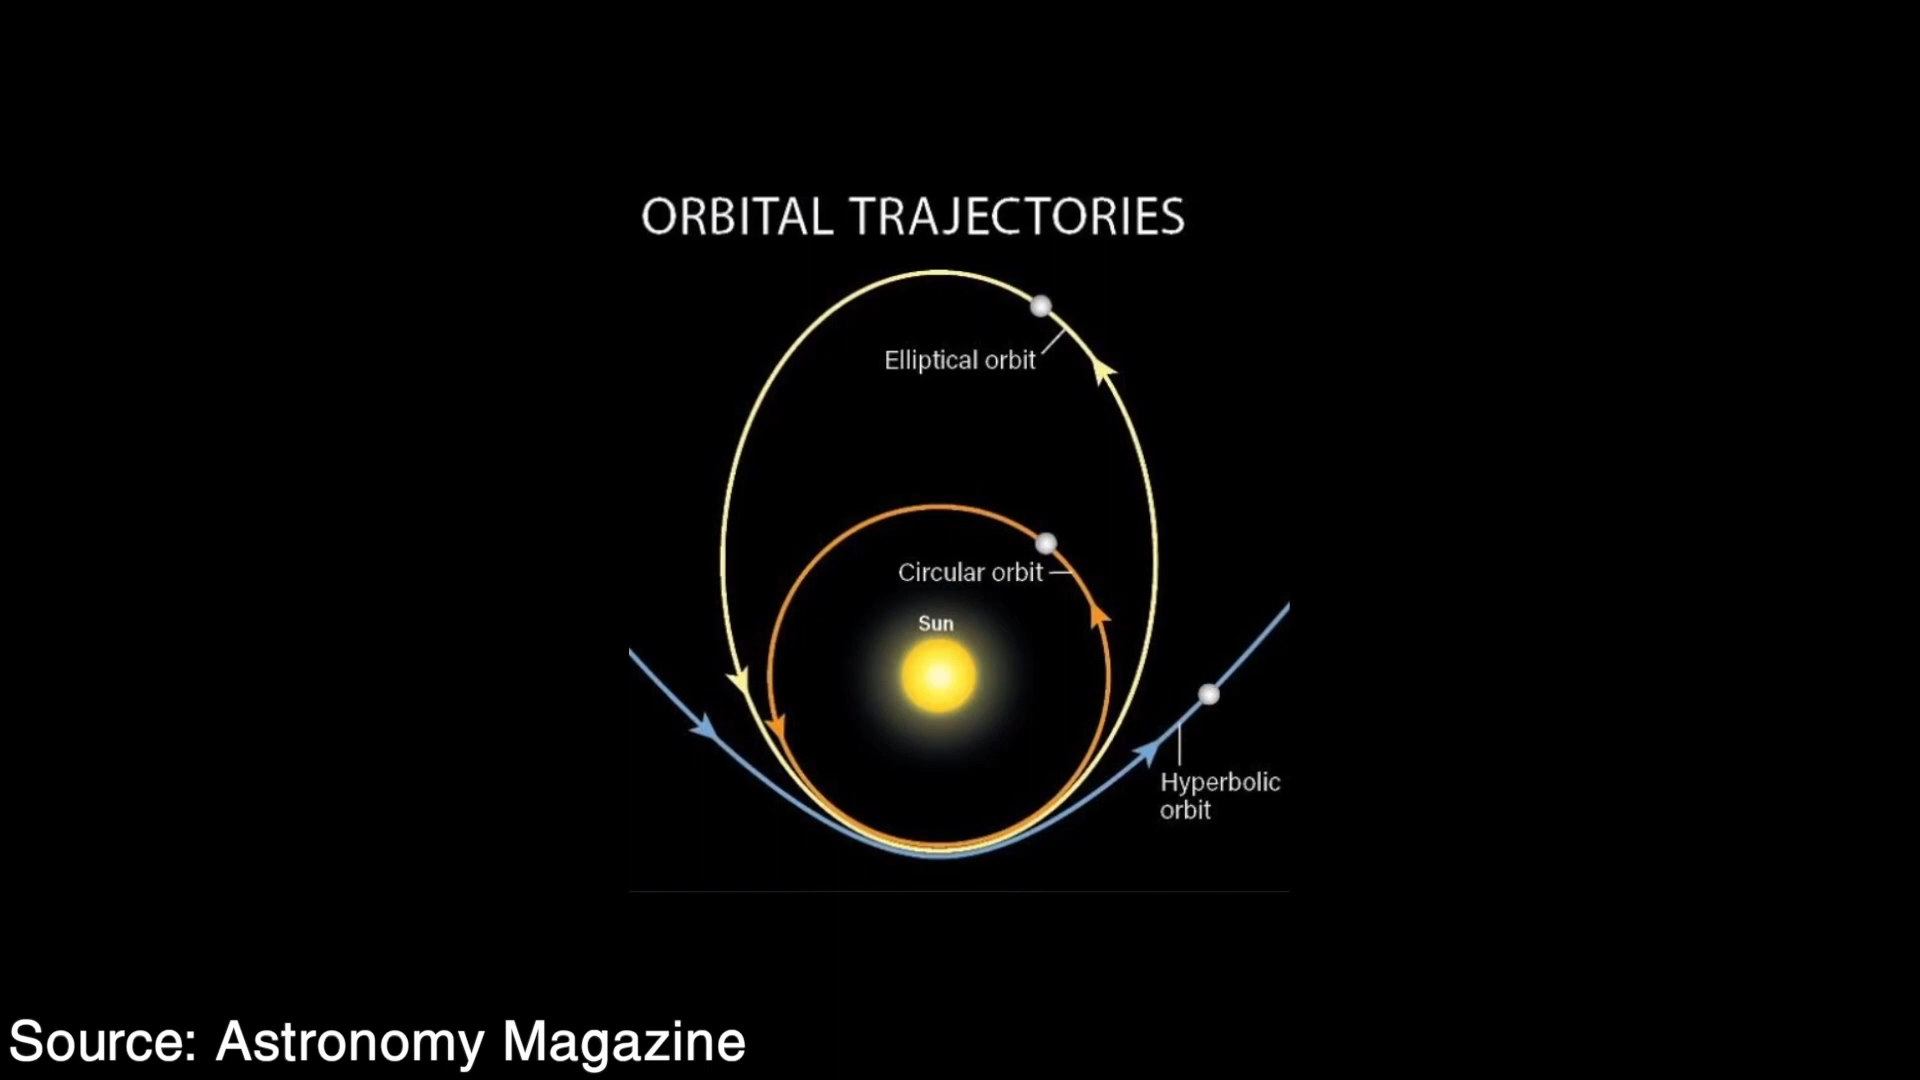 ORBITAL TRAJECTORIES
Elliptical orbit
Circular orbit
Sun
Hyperbolic
orbit
Source: Astronomy Magazine